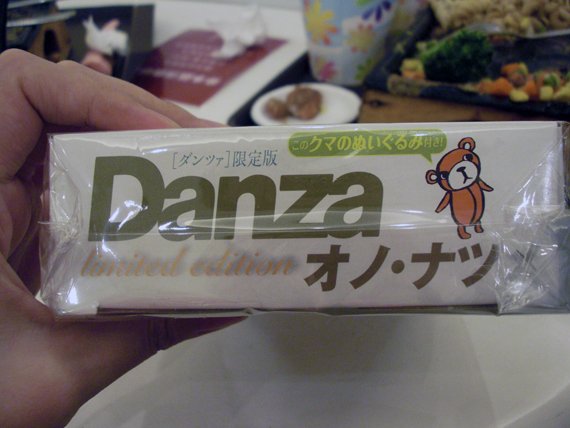 [ダンツァ]限定版
このクマのぬいぐるみ付き!
Danza
limited edition
オノ・ナツ